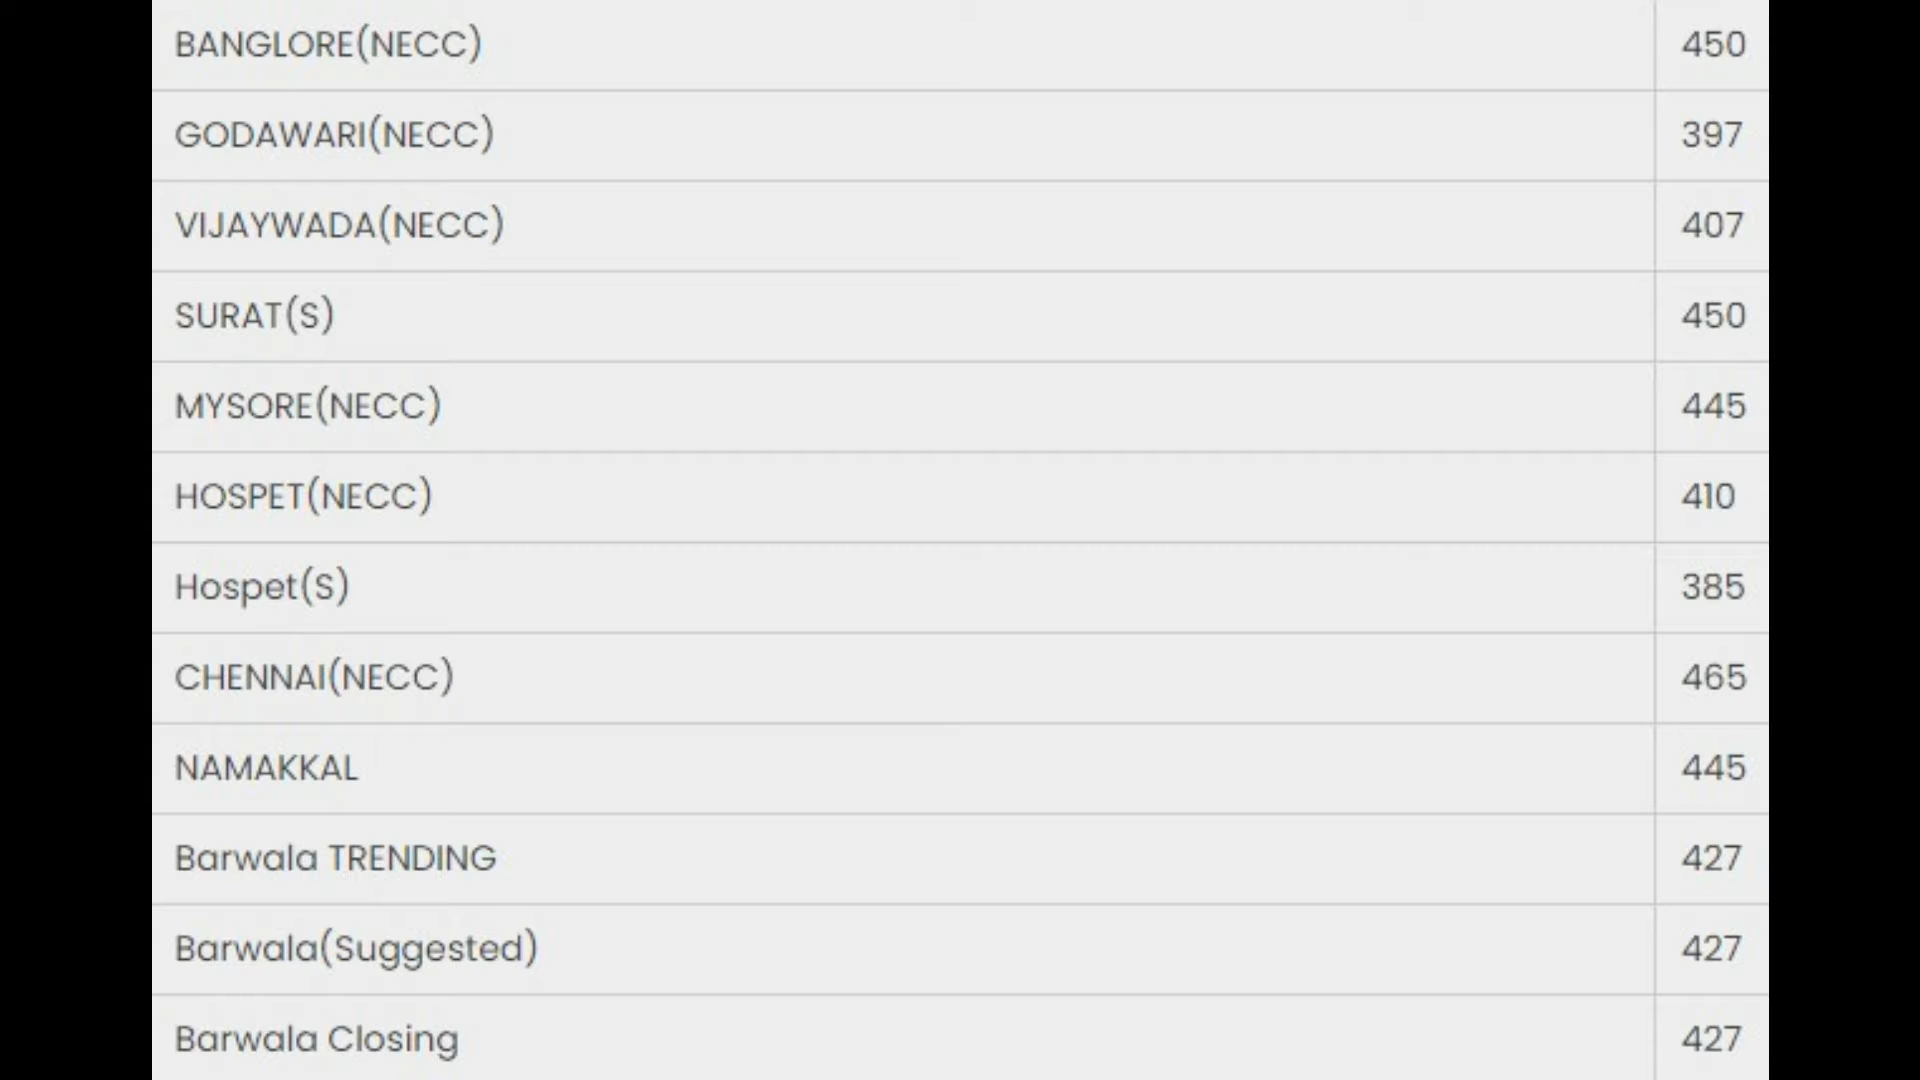 BANGLORE(NECC) 450
GODAWARI(NECC) 397
VIJAYWADA(NECC) 407
SURAT(S) 450
MYSORE(NECC) 445
HOSPET(NECC) 410
Hospet(S) 385
CHENNAI(NECC) 465
NAMAKKAL 445
Barwala TRENDING 427
Barwala(Suggested) 427
Barwala Closing 427